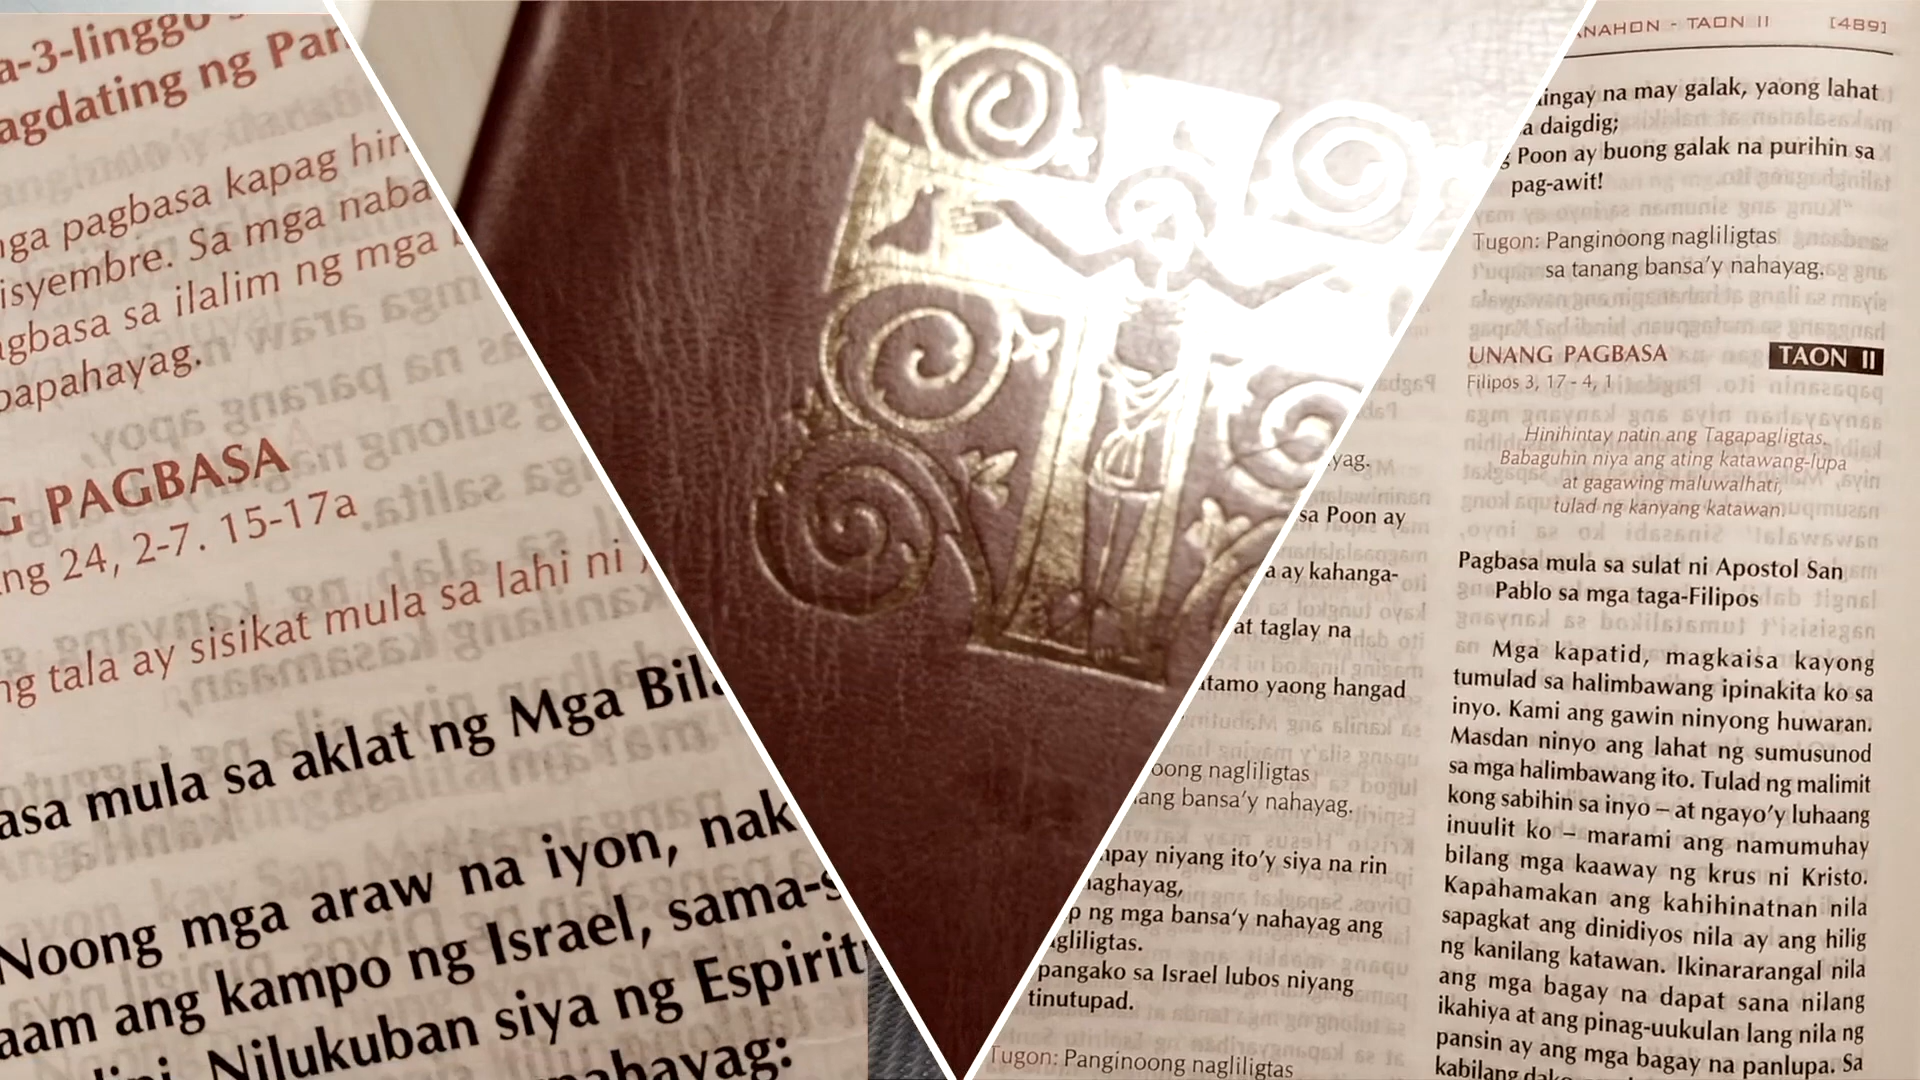 a-3-linggo
agdating ng Par
nga pagbasa kapag hin
isyembre. Sa mga naba
agbasa sa ilalim ng mga
papahayag.
G PAGBASA
ng 24, 2-7. 15-17a
ng tala ay sisikat mula sa lahi ni
asa mula sa aklat ng Mga Bila
Noong mga araw na iyon, nak
aam ang kampo ng Israel, sama-s
Nilukuban siya ng Espirit
pahayag:
yag.
sa Poon ay
a ay kahanga-
at taglay na
atamo yaong hangad
oong nagliligtas
ang bansa'y nahayag.
mpay niyang ito'y siya na rin
naghayag,
p ng mga bansa'y nahayag ang
agliligtas.
pangako sa Israel lubos niyang
tinutupad.
Tugon: Panginoong nagliligtas
ANAHON - TAON II [489]
ingay na may galak, yaong lahat
a daigdig;
g Poon ay buong galak na purihin sa
pag-awit!
Tugon: Panginoong nagliligtas
sa tanang bansa'y nahayag.
UNANG PAGBASA TAON II
Filipos 3, 17 - 4, 1
Hinihintay natin ang Tagapagligtas.
Babaguhin niya ang ating katawang-lupa
at gagawing maluwalhati,
tulad ng kanyang katawan.
Pagbasa mula sa sulat ni Apostol San
Pablo sa mga taga-Filipos
Mga kapatid, magkaisa kayong
tumulad sa halimbawang ipinakita ko sa
inyo. Kami ang gawin ninyong huwaran.
Masdan ninyo ang lahat ng sumusunod
sa mga halimbawang ito. Tulad ng malimit
kong sabihin sa inyo – at ngayo'y luhaang
inuulit ko – marami ang namumuhay
bilang mga kaaway ng krus ni Kristo.
Kapahamakan ang kahihinatnan nila
sapagkat ang dinidiyos nila ay ang hilig
ng kanilang katawan. Ikinararangal nila
ang mga bagay na dapat sana nilang
ikahiya at ang pinag-uukulan lang nila ng
pansin ay ang mga bagay na panlupa. Sa
kabilang dako